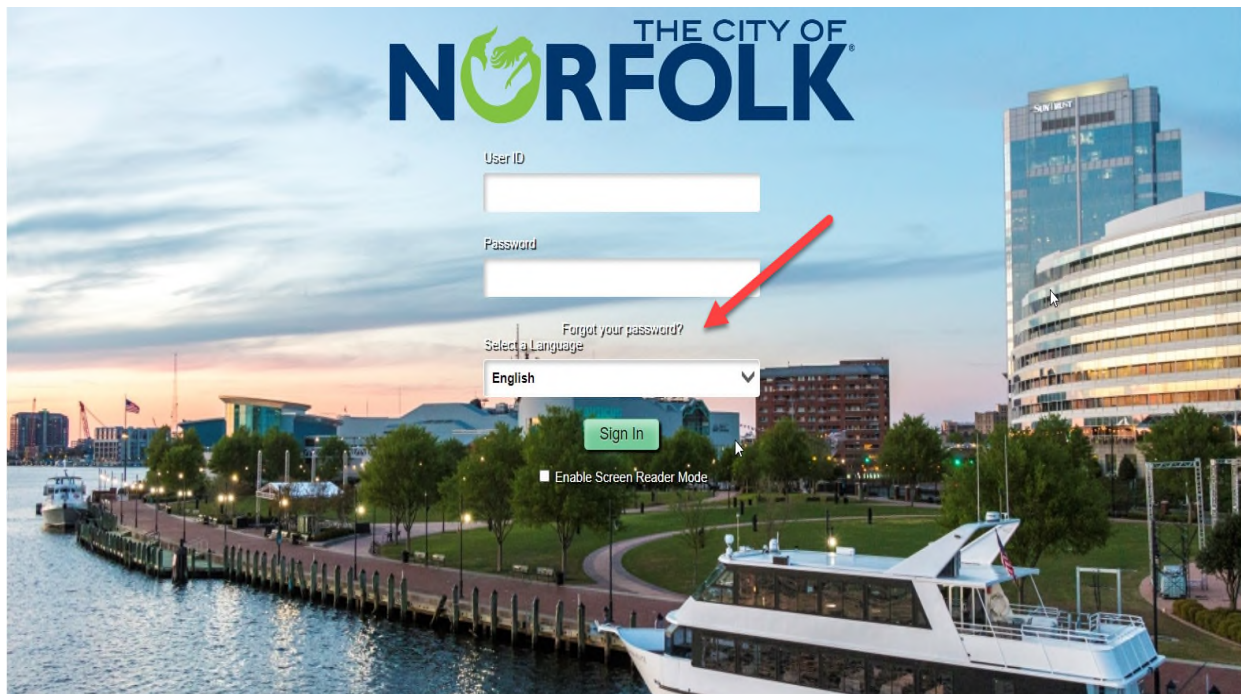 THE CITY OF
NORFOLK®
SUNTRUST
User ID
Password
Forgot your password?
Select a Language
English
Sign In
Enable Screen Reader Mode